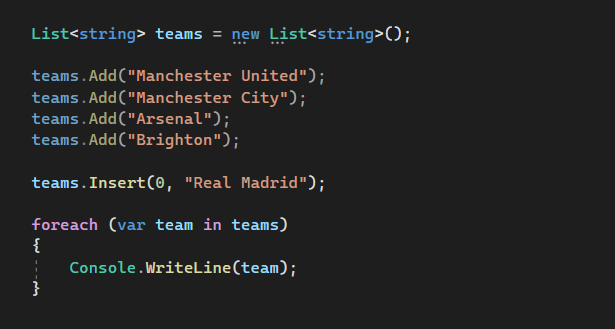 List<string> teams = new List<string>();
teams.Add("Manchester United");
teams.Add("Manchester City");
teams.Add("Arsenal");
teams.Add("Brighton");
teams.Insert(0, "Real Madrid");
foreach (var team in teams)
{
    Console.WriteLine(team);
}